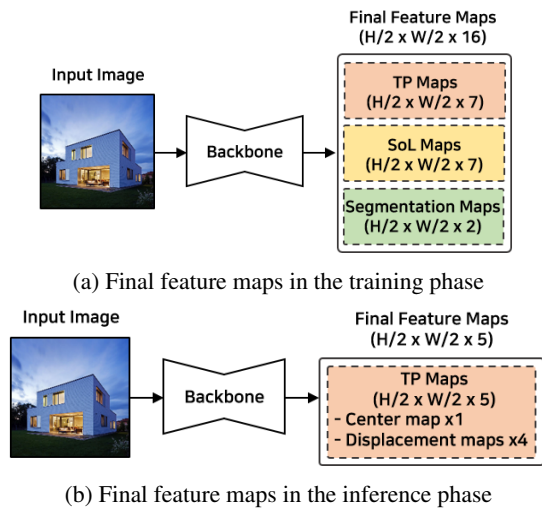 Final Feature Maps
(H/2 x W/2 x 16)
Input Image
TP Maps
(H/2 x W/2 x 7)
Backbone
SoL Maps
(H/2 x W/2 x 7)
Segmentation Maps
(H/2 x W/2 x 2)
(a) Final feature maps in the training phase
Input Image
Final Feature Maps
(H/2 x W/2 x 5)
Backbone
TP Maps
(H/2 x W/2 x 5)
- Center map x1
- Displacement maps x4
(b) Final feature maps in the inference phase